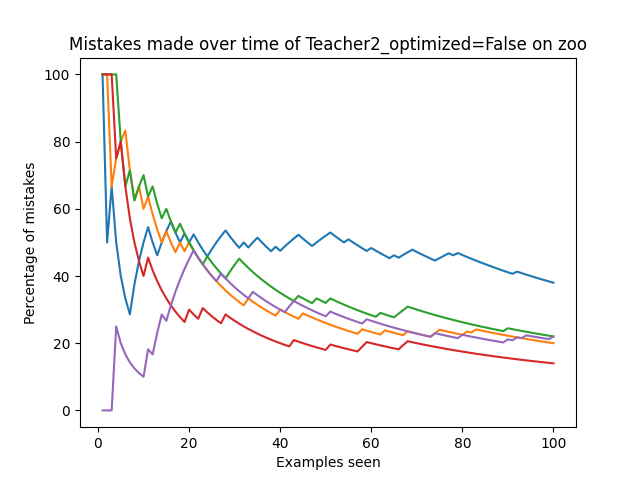 Mistakes made over time of Teacher2_optimized=False on zoo
Percentage of mistakes
100
80
60
40
20
0
0 20 40 60 80 100
Examples seen